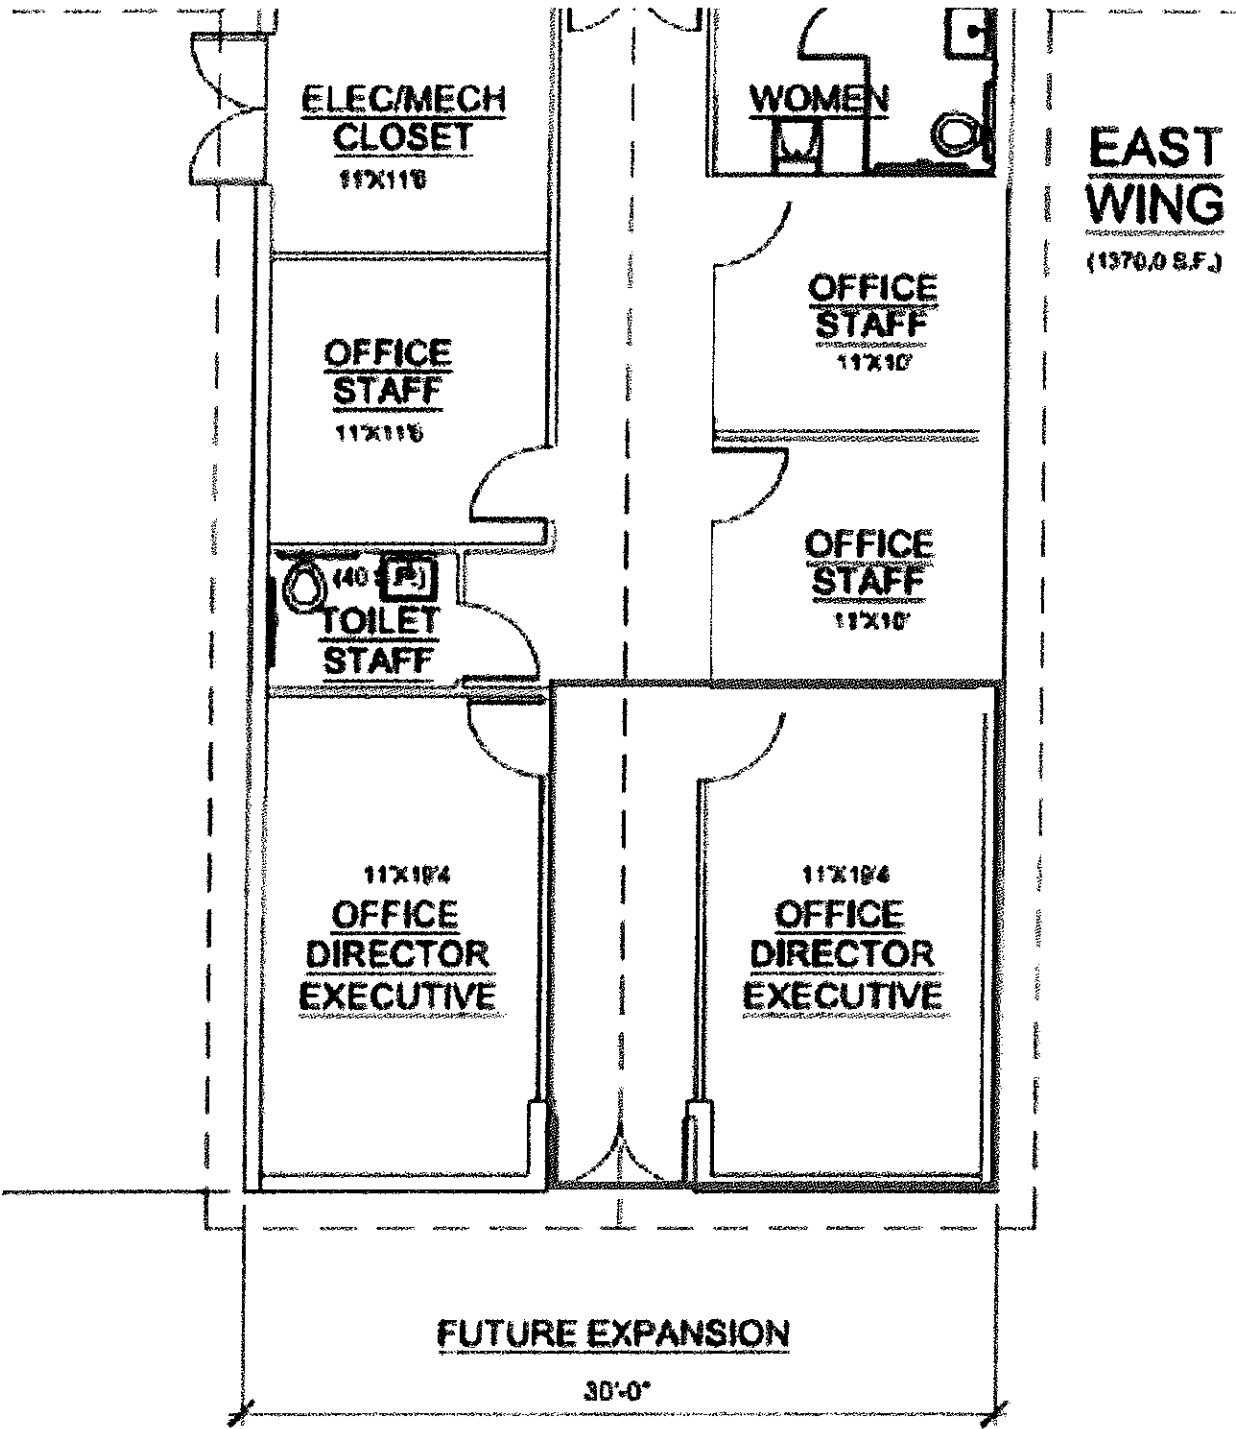 ELEC/MECH
CLOSET
11'X11'6
WOMEN
EAST
WING
(1370.0 S.F.)
OFFICE
STAFF
11'X10'
OFFICE
STAFF
11'X11'6
OFFICE
STAFF
11'X10'
(40 S.F.)
TOILET
STAFF
11'X19'4
OFFICE
DIRECTOR
EXECUTIVE
11'X19'4
OFFICE
DIRECTOR
EXECUTIVE
FUTURE EXPANSION
30'-0"